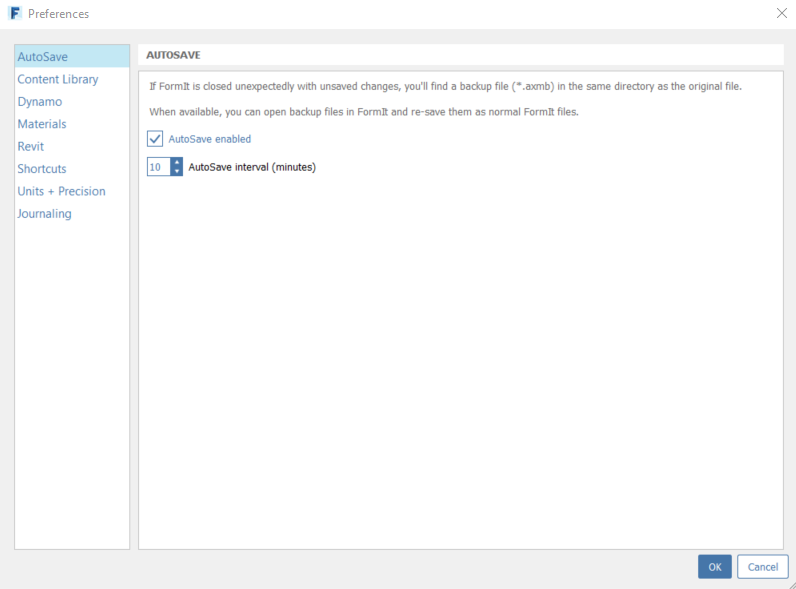 Preferences
AutoSave
Content Library
Dynamo
Materials
Revit
Shortcuts
Units + Precision
Journaling
AUTOSAVE
If FormIt is closed unexpectedly with unsaved changes, you'll find a backup file (*.axmb) in the same directory as the original file.
When available, you can open backup files in FormIt and re-save them as normal FormIt files.
AutoSave enabled
10 AutoSave interval (minutes)
OK Cancel